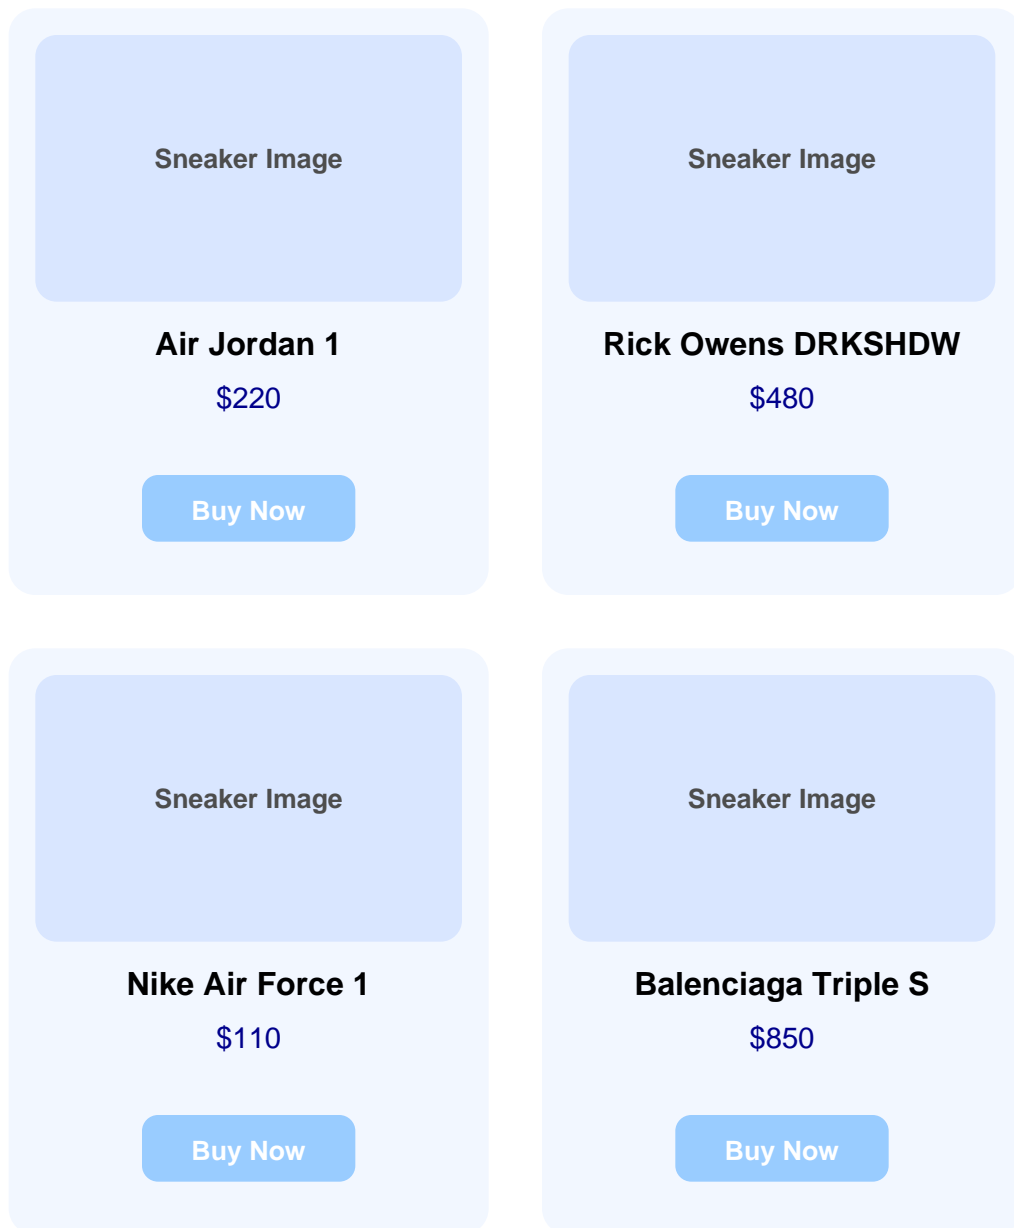 Sneaker Image
Air Jordan 1
$220
Buy Now
Sneaker Image
Rick Owens DRKSHDW
$480
Buy Now
Sneaker Image
Nike Air Force 1
$110
Buy Now
Sneaker Image
Balenciaga Triple S
$850
Buy Now